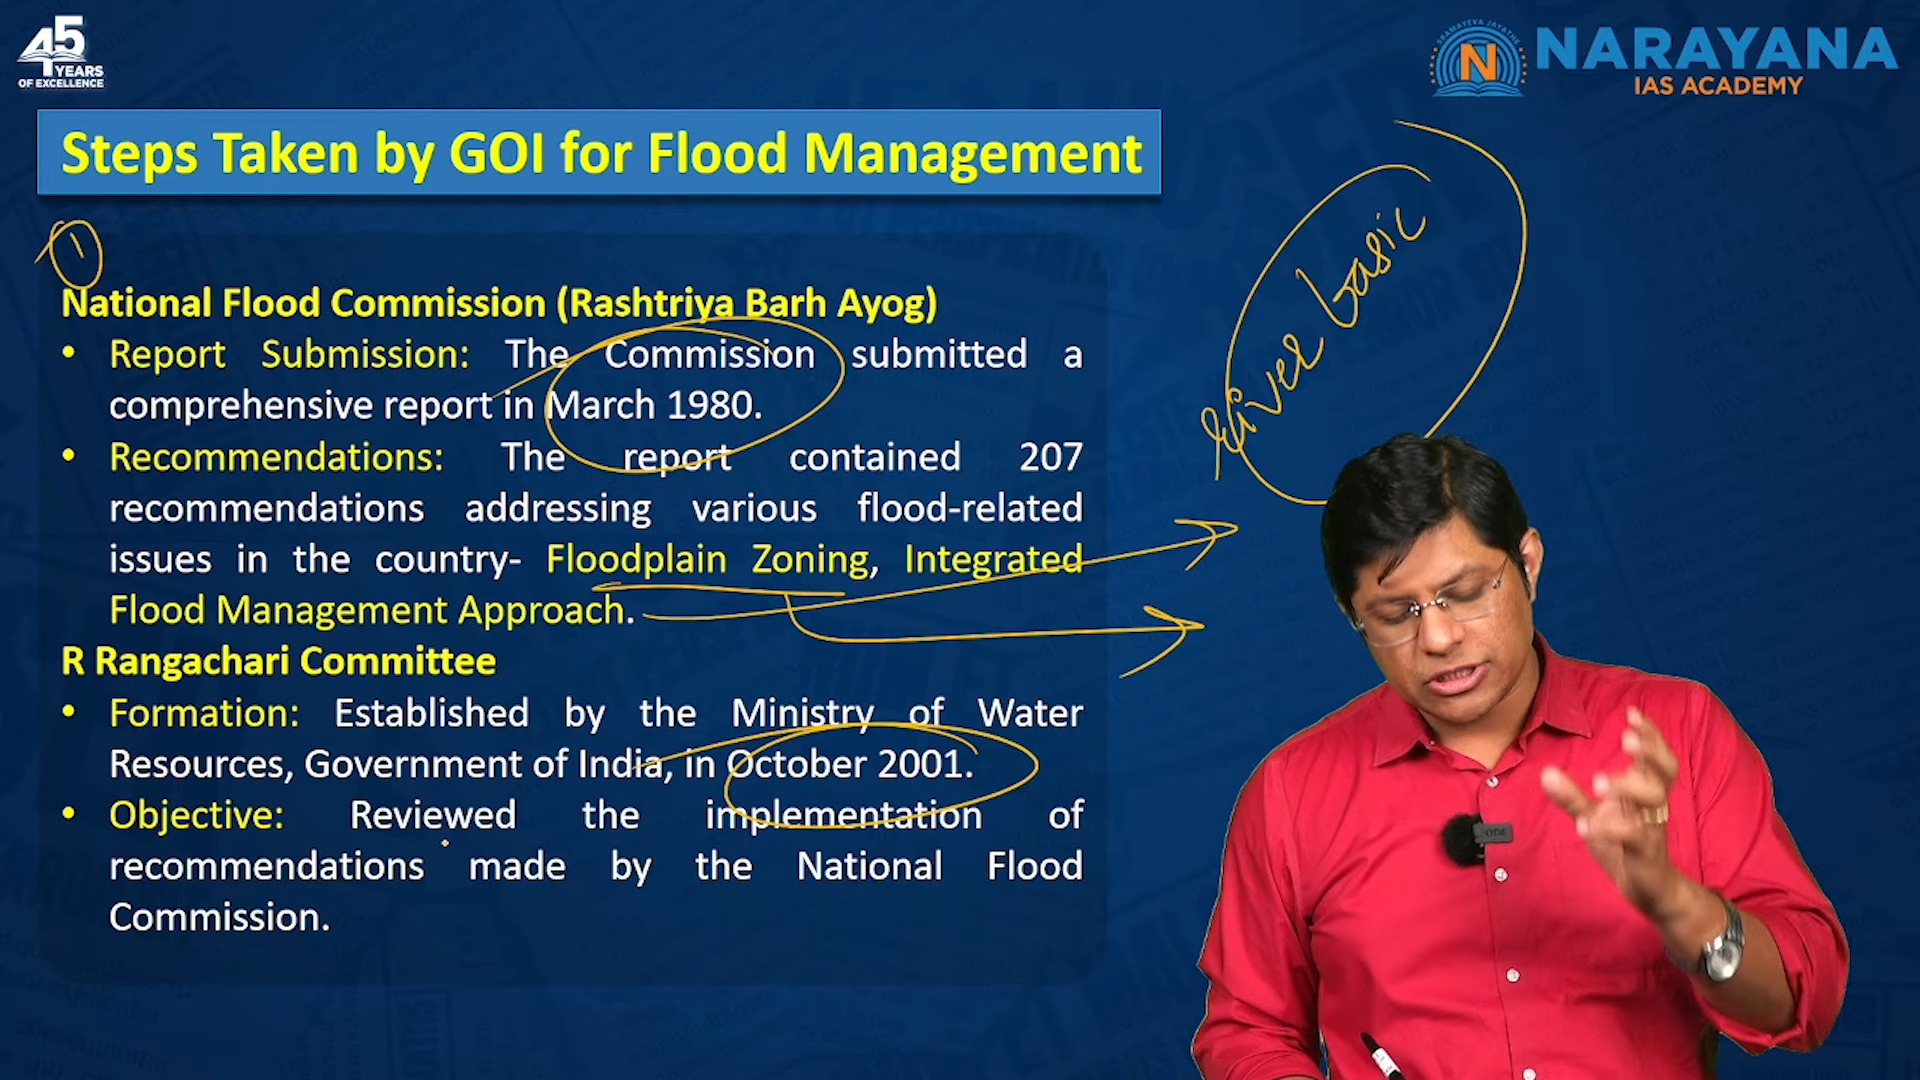 45
YEARS
OF EXCELLENCE
SRAMAYEVA JAYATHE
N
NARAYANA
IAS ACADEMY
Steps Taken by GOI for Flood Management
1
National Flood Commission (Rashtriya Barh Ayog)
• Report Submission: The Commission submitted a
comprehensive report in March 1980.
• Recommendations: The report contained 207
recommendations addressing various flood-related
issues in the country- Floodplain Zoning, Integrated
Flood Management Approach.
R Rangachari Committee
• Formation: Established by the Ministry of Water
Resources, Government of India, in October 2001.
• Objective: Reviewed the implementation of
recommendations made by the National Flood
Commission.
River basic